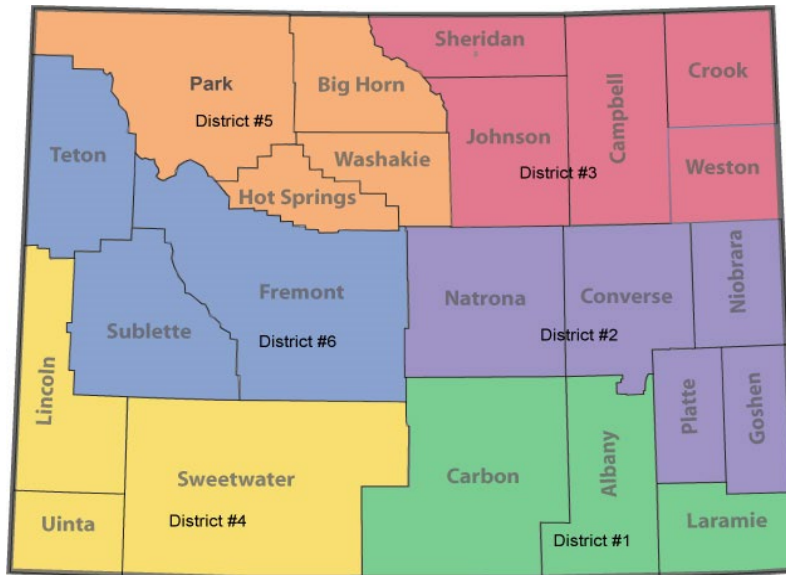 Sheridan
Crook
Park
Big Horn
Campbell
District #5
Johnson
Teton
Washakie
Weston
District #3
Hot Springs
Niobrara
Fremont
Natrona
Converse
Sublette
District #6
District #2
Lincoln
Platte
Goshen
Albany
Sweetwater
Carbon
Uinta
District #4
Laramie
District #1